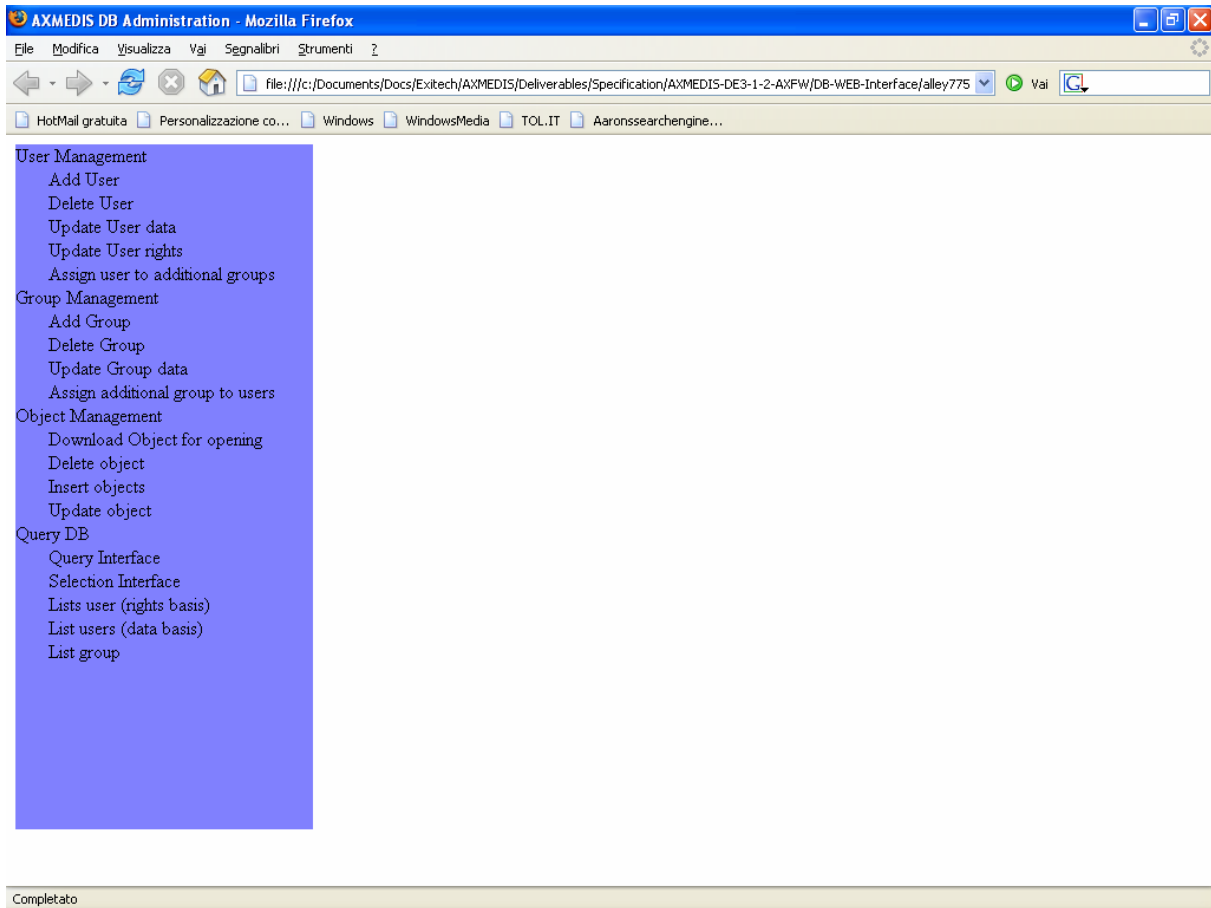 AXMEDIS DB Administration - Mozilla Firefox
File Modifica Visualizza Vai Segnalibri Strumenti ?
file:///c:/Documents/Docs/Exitech/AXMEDIS/Deliverables/Specification/AXMEDIS-DE3-1-2-AXFW/DB-WEB-Interface/alley775 Vai G
HotMail gratuita Personalizzazione co... Windows WindowsMedia TOL.IT Aaronssearchengine...
User Management
Add User
Delete User
Update User data
Update User rights
Assign user to additional groups
Group Management
Add Group
Delete Group
Update Group data
Assign additional group to users
Object Management
Download Object for opening
Delete object
Insert objects
Update object
Query DB
Query Interface
Selection Interface
Lists user (rights basis)
List users (data basis)
List group
Completato